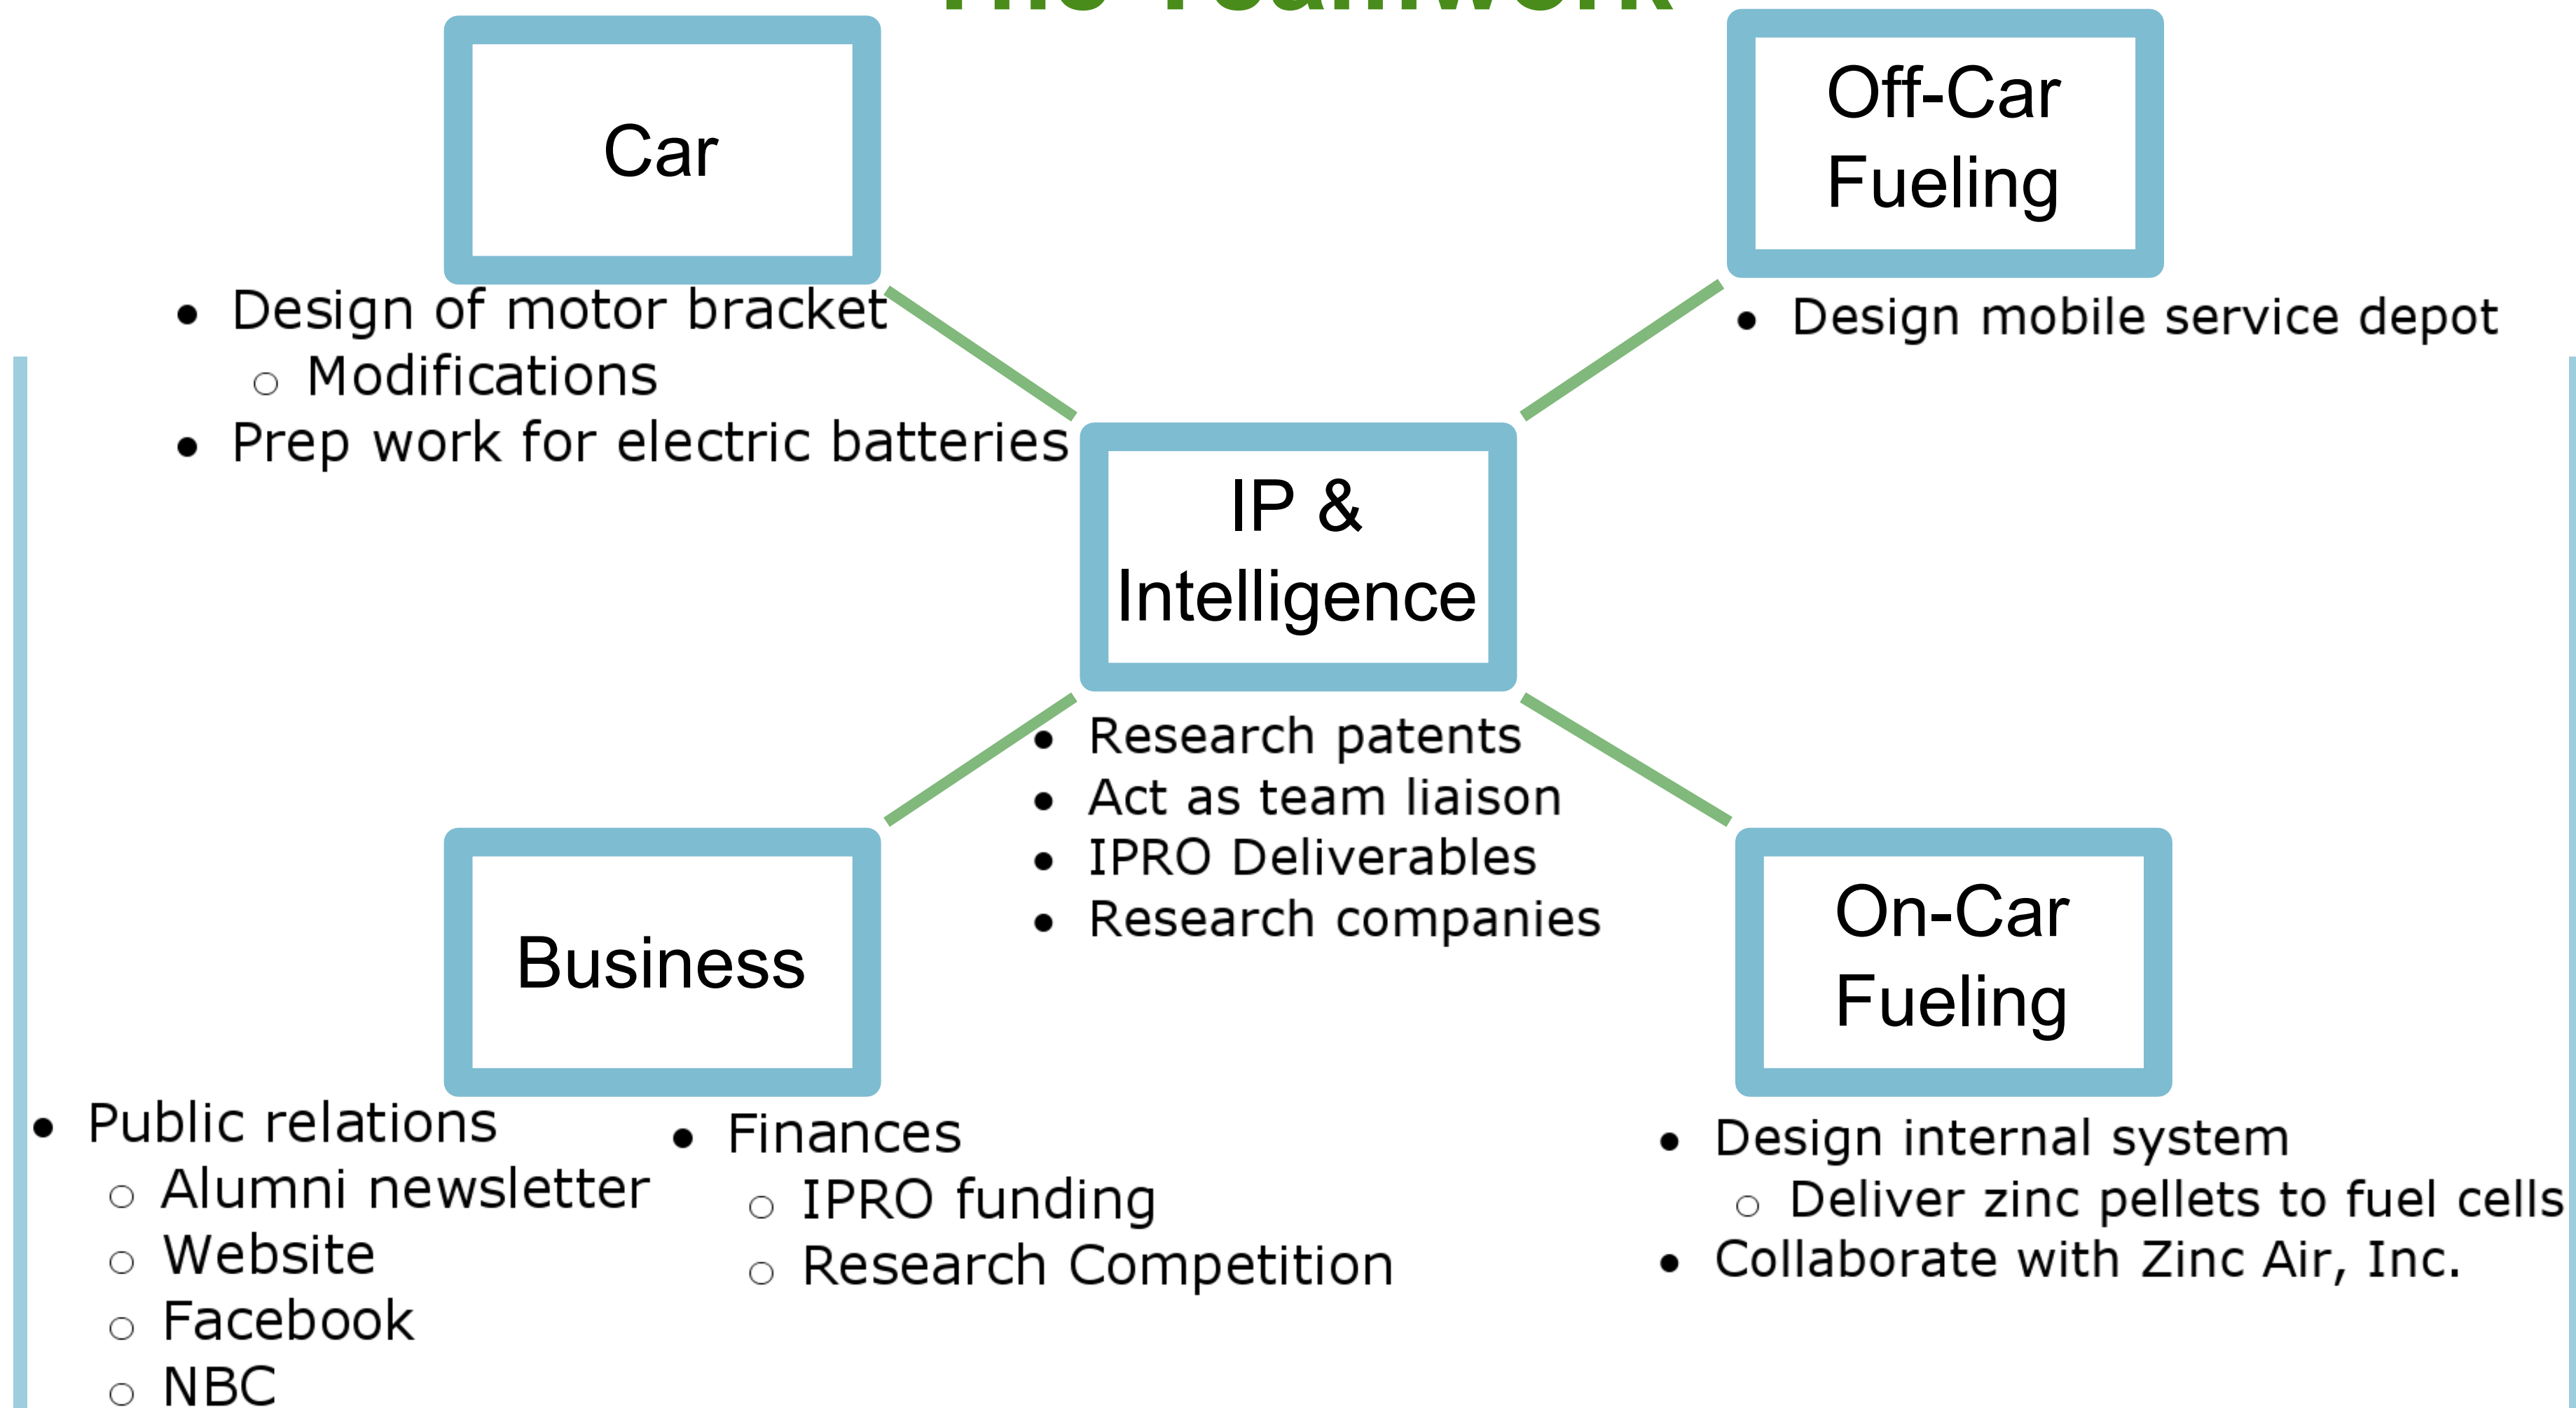 The Teamwork
Car
• Design of motor bracket
○ Modifications
• Prep work for electric batteries
Off-Car
Fueling
• Design mobile service depot
IP &
Intelligence
• Research patents
• Act as team liaison
• IPRO Deliverables
• Research companies
Business
• Public relations
○ Alumni newsletter
○ Website
○ Facebook
○ NBC
• Finances
○ IPRO funding
○ Research Competition
On-Car
Fueling
• Design internal system
○ Deliver zinc pellets to fuel cells
• Collaborate with Zinc Air, Inc.